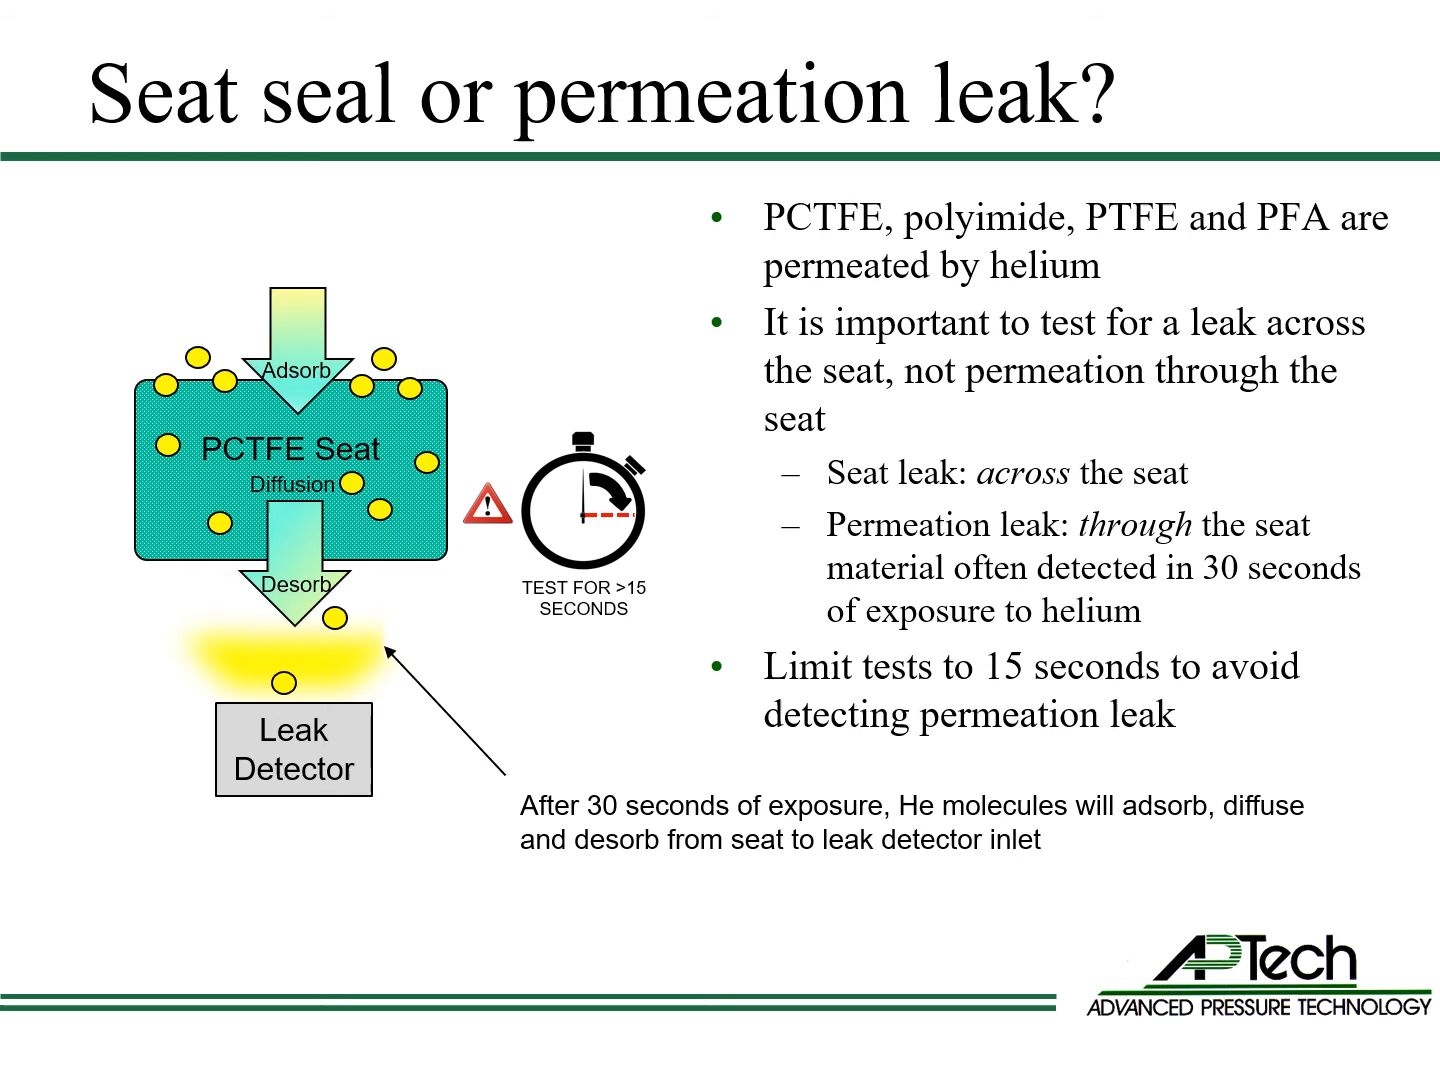 Seat seal or permeation leak?
• PCTFE, polyimide, PTFE and PFA are
permeated by helium
• It is important to test for a leak across
the seat, not permeation through the
seat
– Seat leak: across the seat
– Permeation leak: through the seat
material often detected in 30 seconds
of exposure to helium
• Limit tests to 15 seconds to avoid
detecting permeation leak
Adsorb
PCTFE Seat
Diffusion
Desorb
!
TEST FOR >15
SECONDS
Leak
Detector
After 30 seconds of exposure, He molecules will adsorb, diffuse
and desorb from seat to leak detector inlet
APTech
ADVANCED PRESSURE TECHNOLOGY